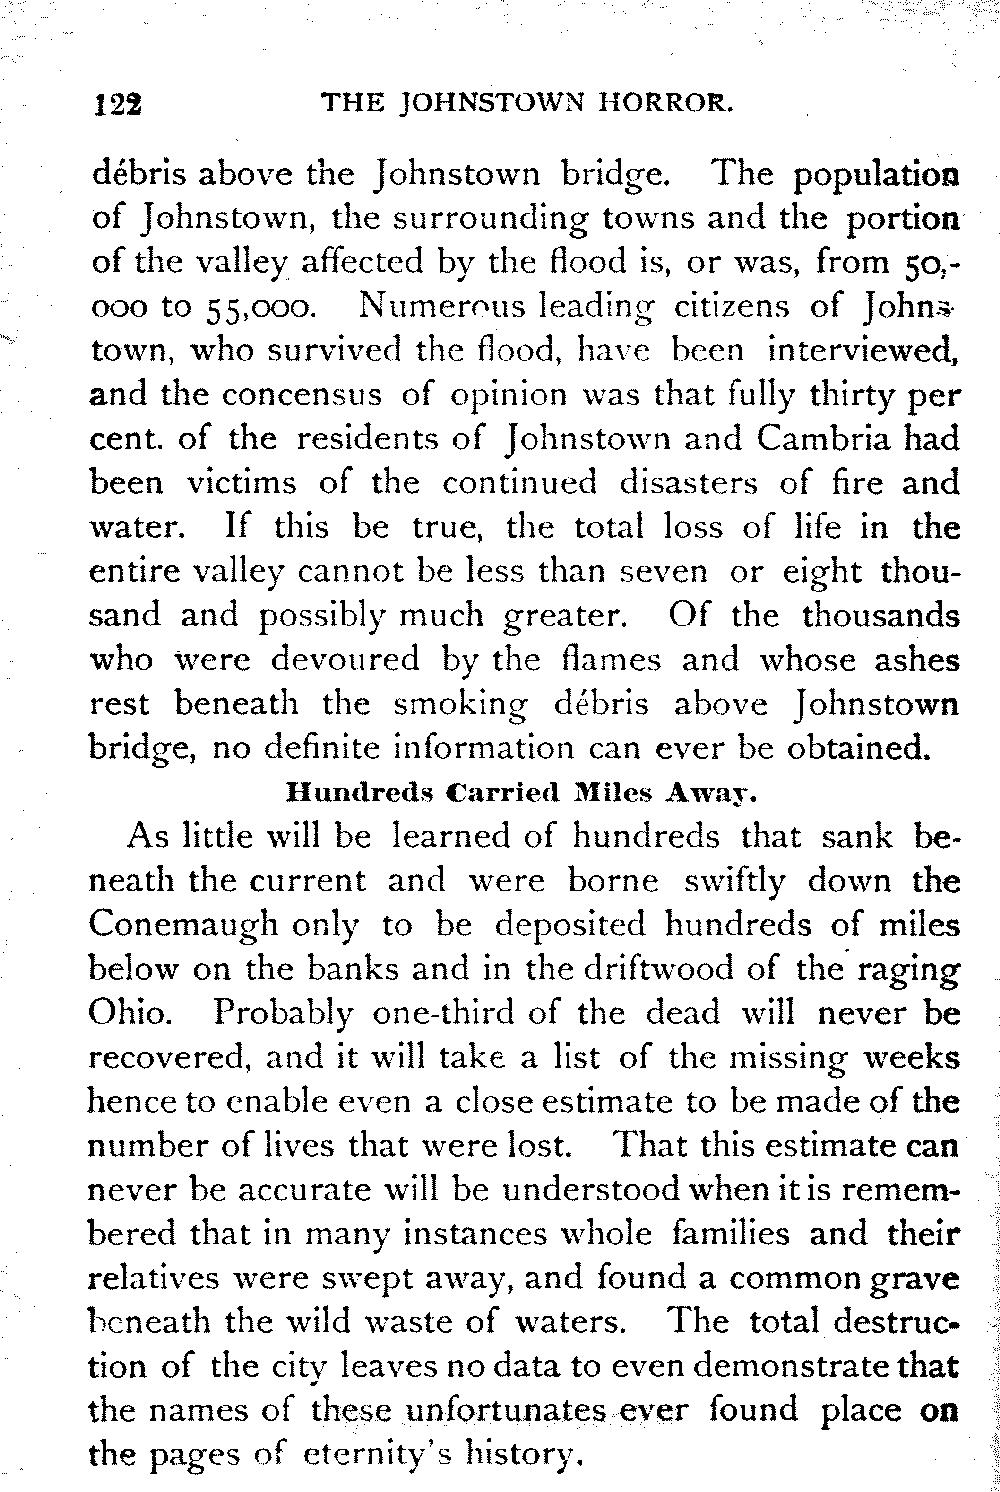 122 THE JOHNSTOWN HORROR.
débris above the Johnstown bridge. The population
of Johnstown, the surrounding towns and the portion
of the valley affected by the flood is, or was, from 50,-
000 to 55,000. Numerous leading citizens of Johns-
town, who survived the flood, have been interviewed,
and the concensus of opinion was that fully thirty per
cent. of the residents of Johnstown and Cambria had
been victims of the continued disasters of fire and
water. If this be true, the total loss of life in the
entire valley cannot be less than seven or eight thou-
sand and possibly much greater. Of the thousands
who were devoured by the flames and whose ashes
rest beneath the smoking débris above Johnstown
bridge, no definite information can ever be obtained.
Hundreds Carried Miles Away.
As little will be learned of hundreds that sank be-
neath the current and were borne swiftly down the
Conemaugh only to be deposited hundreds of miles
below on the banks and in the driftwood of the raging
Ohio. Probably one-third of the dead will never be
recovered, and it will take a list of the missing weeks
hence to enable even a close estimate to be made of the
number of lives that were lost. That this estimate can
never be accurate will be understood when it is remem-
bered that in many instances whole families and their
relatives were swept away, and found a common grave
beneath the wild waste of waters. The total destruc-
tion of the city leaves no data to even demonstrate that
the names of these unfortunates ever found place on
the pages of eternity's history.